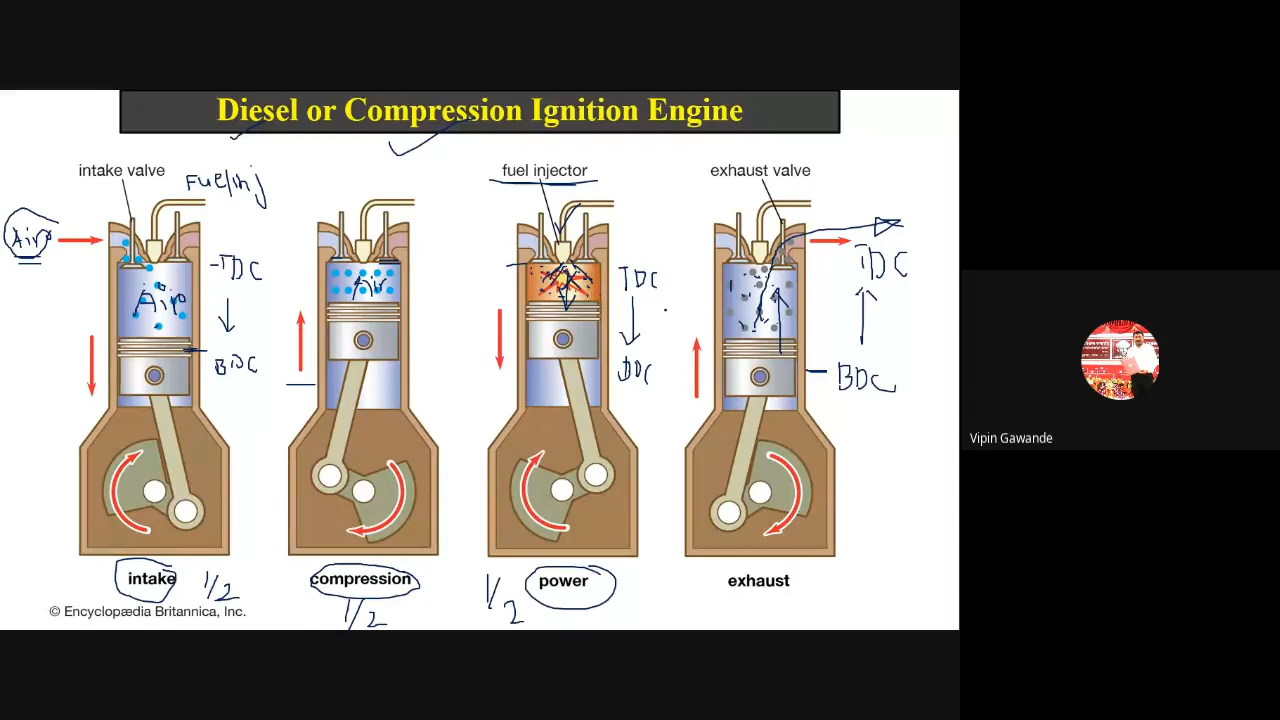 Diesel or Compression Ignition Engine
intake valve
Fuel inj
fuel injector
exhaust valve
Air
TDC
BDC
Air
Air
TDC
BDC
TDC
BDC
intake
1/2
compression
1/2
1/2
power
exhaust
© Encyclopædia Britannica, Inc.
Vipin Gawande